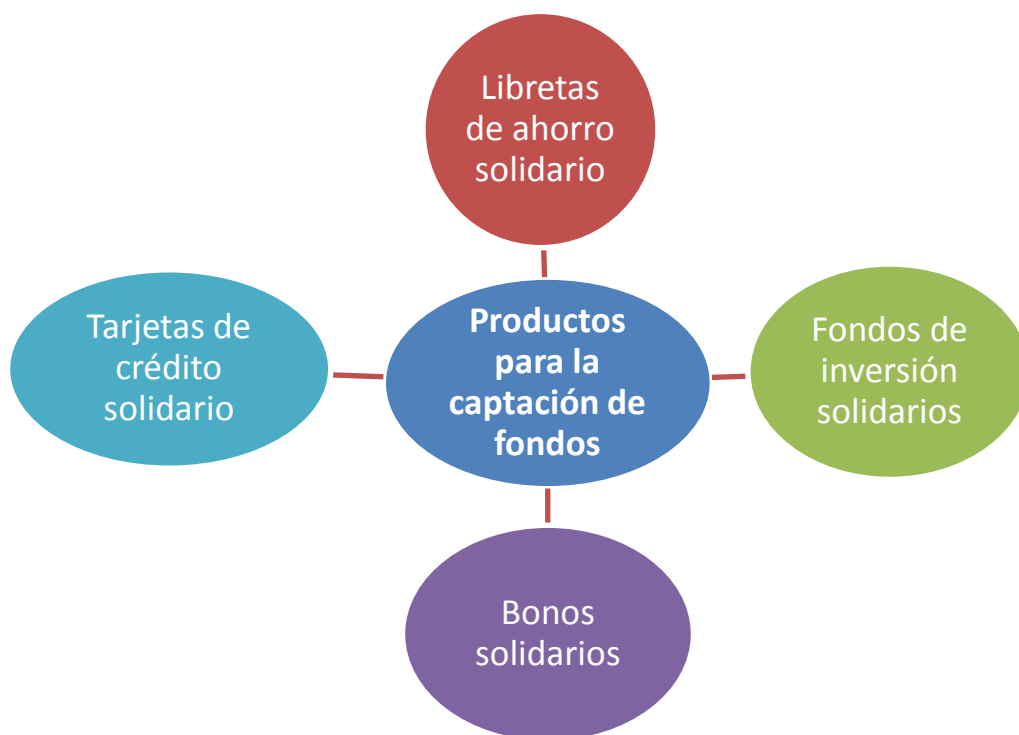 Libretas
de ahorro
solidario
Tarjetas de
crédito
solidario
Productos
para la
captación de
fondos
Fondos de
inversión
solidarios
Bonos
solidarios